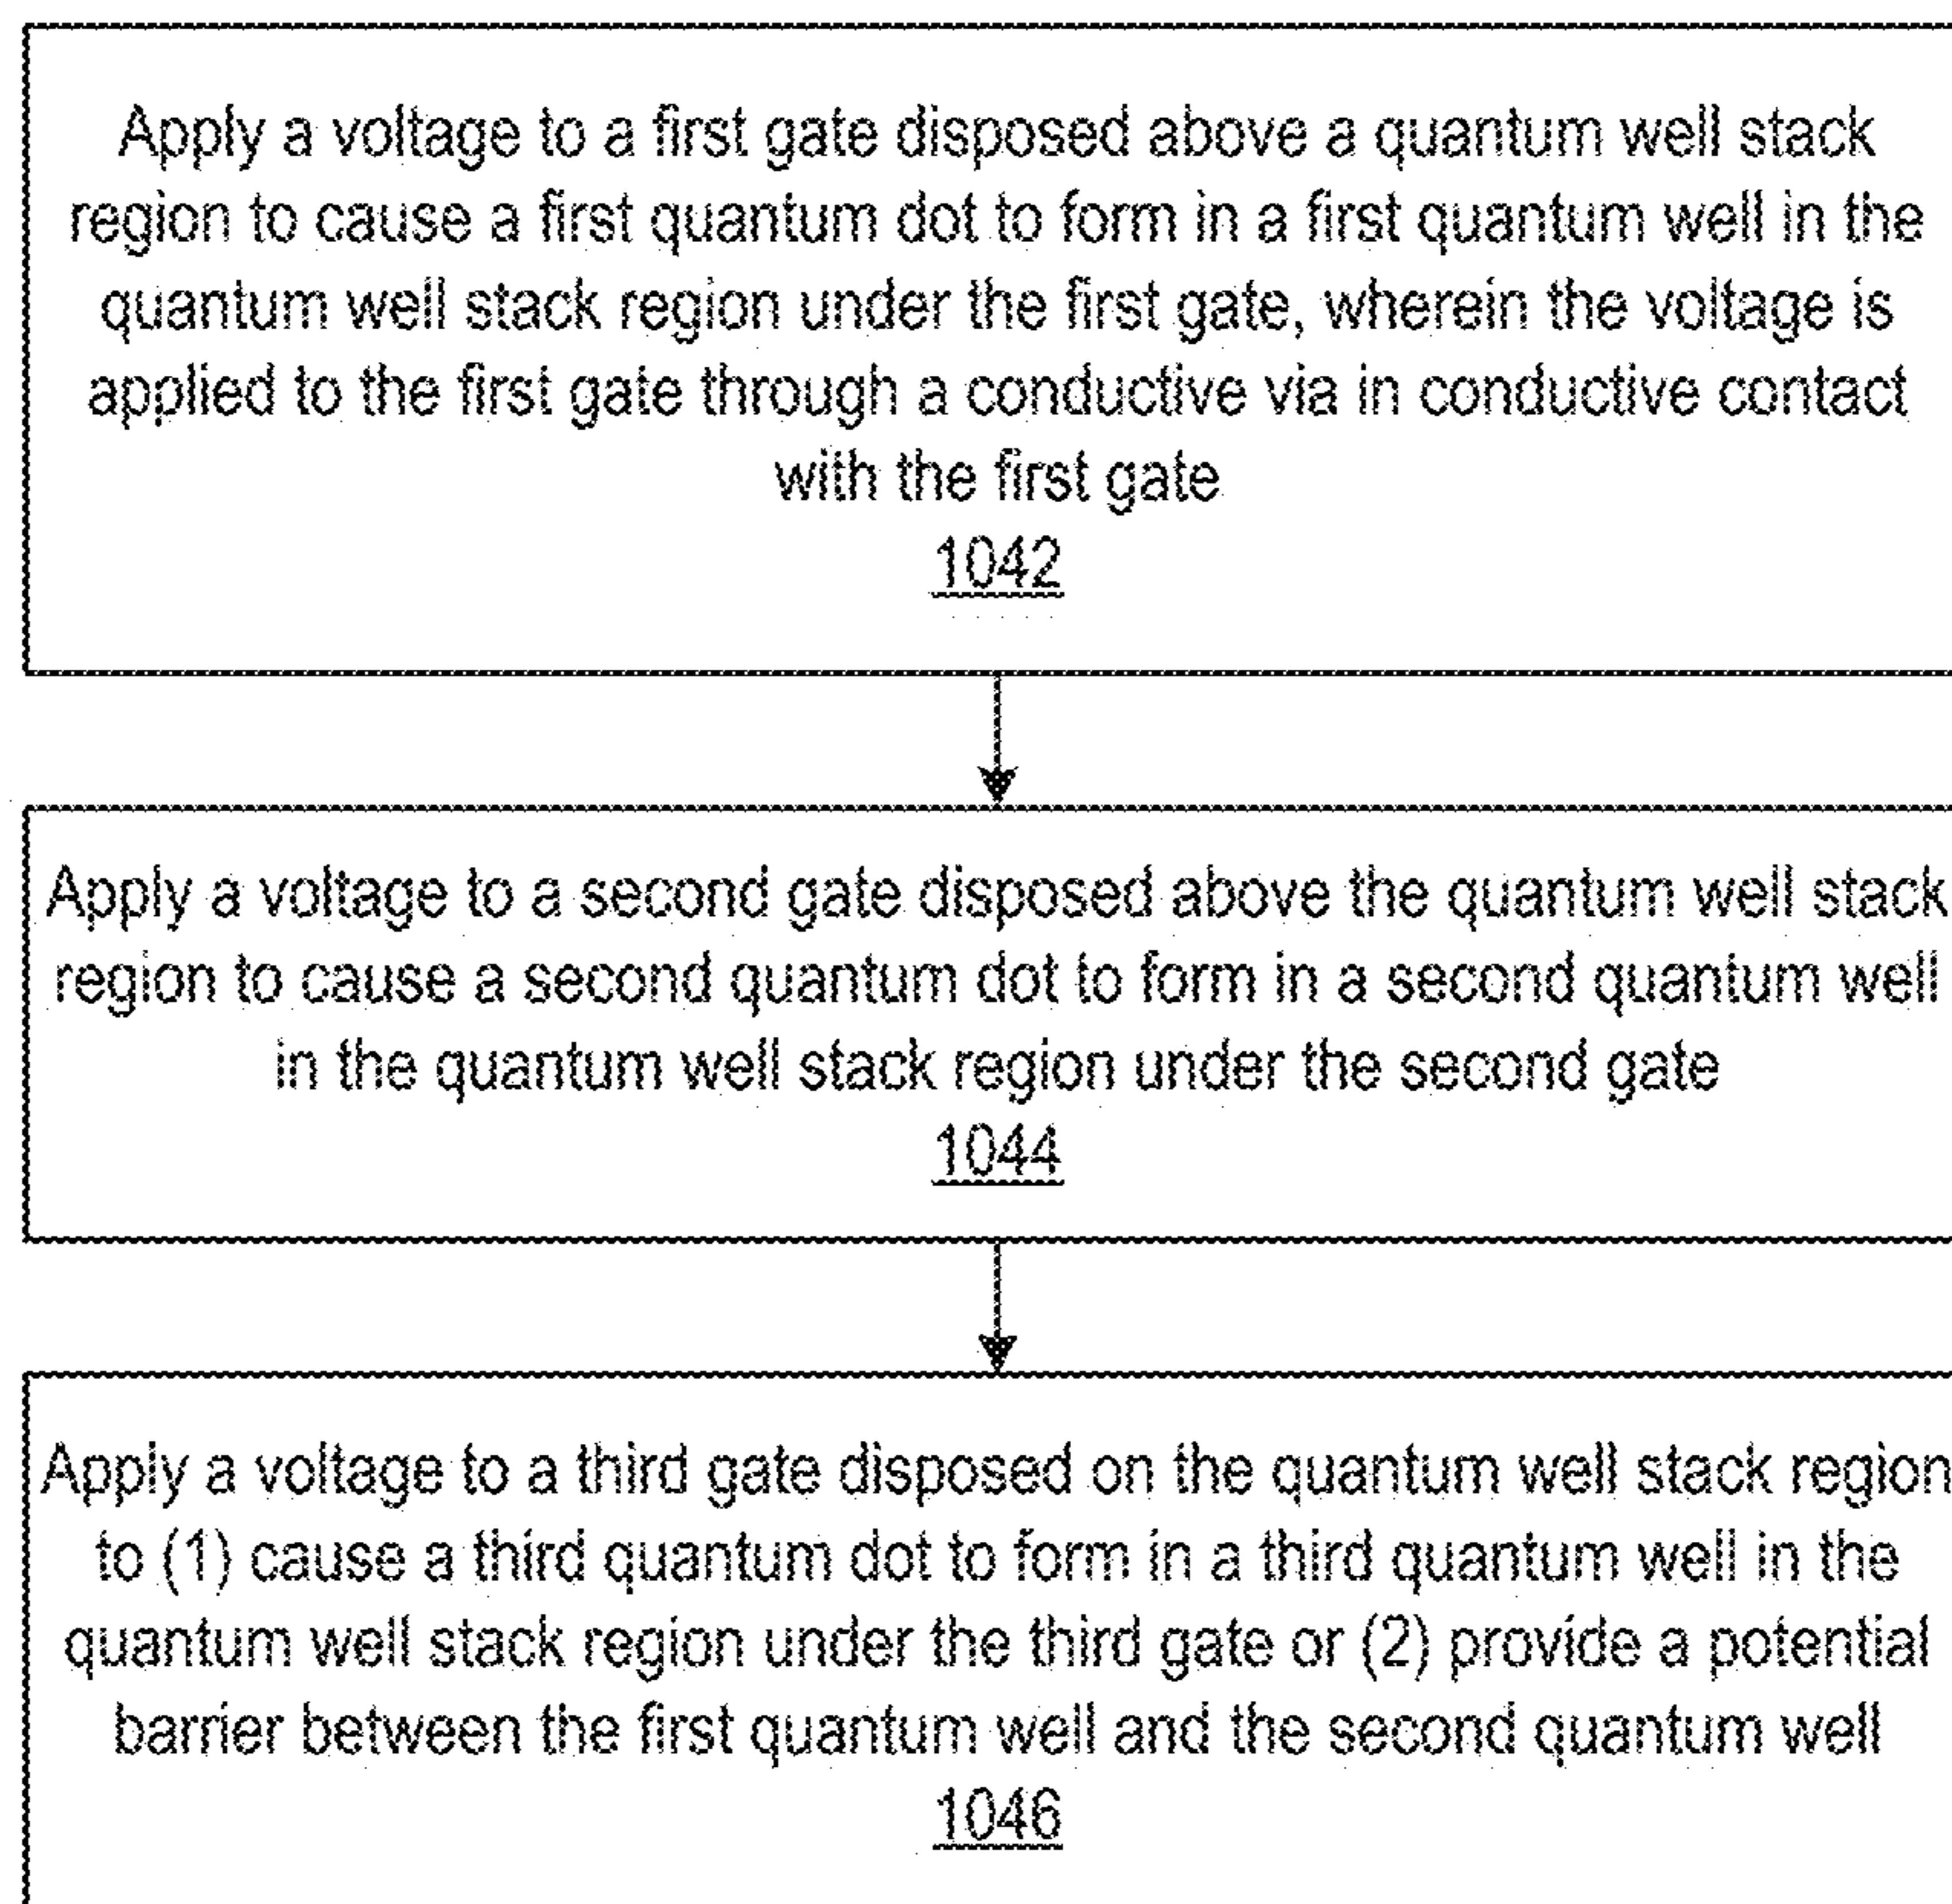 Apply a voltage to a first gate disposed above a quantum well stack
region to cause a first quantum dot to form in a first quantum well in the
quantum well stack region under the first gate, wherein the voltage is
applied to the first gate through a conductive via in conductive contact
with the first gate
1042
Apply a voltage to a second gate disposed above the quantum well stack
region to cause a second quantum dot to form in a second quantum well
in the quantum well stack region under the second gate
1044
Apply a voltage to a third gate disposed on the quantum well stack region
to (1) cause a third quantum dot to form in a third quantum well in the
quantum well stack region under the third gate or (2) provide a potential
barrier between the first quantum well and the second quantum well
1046